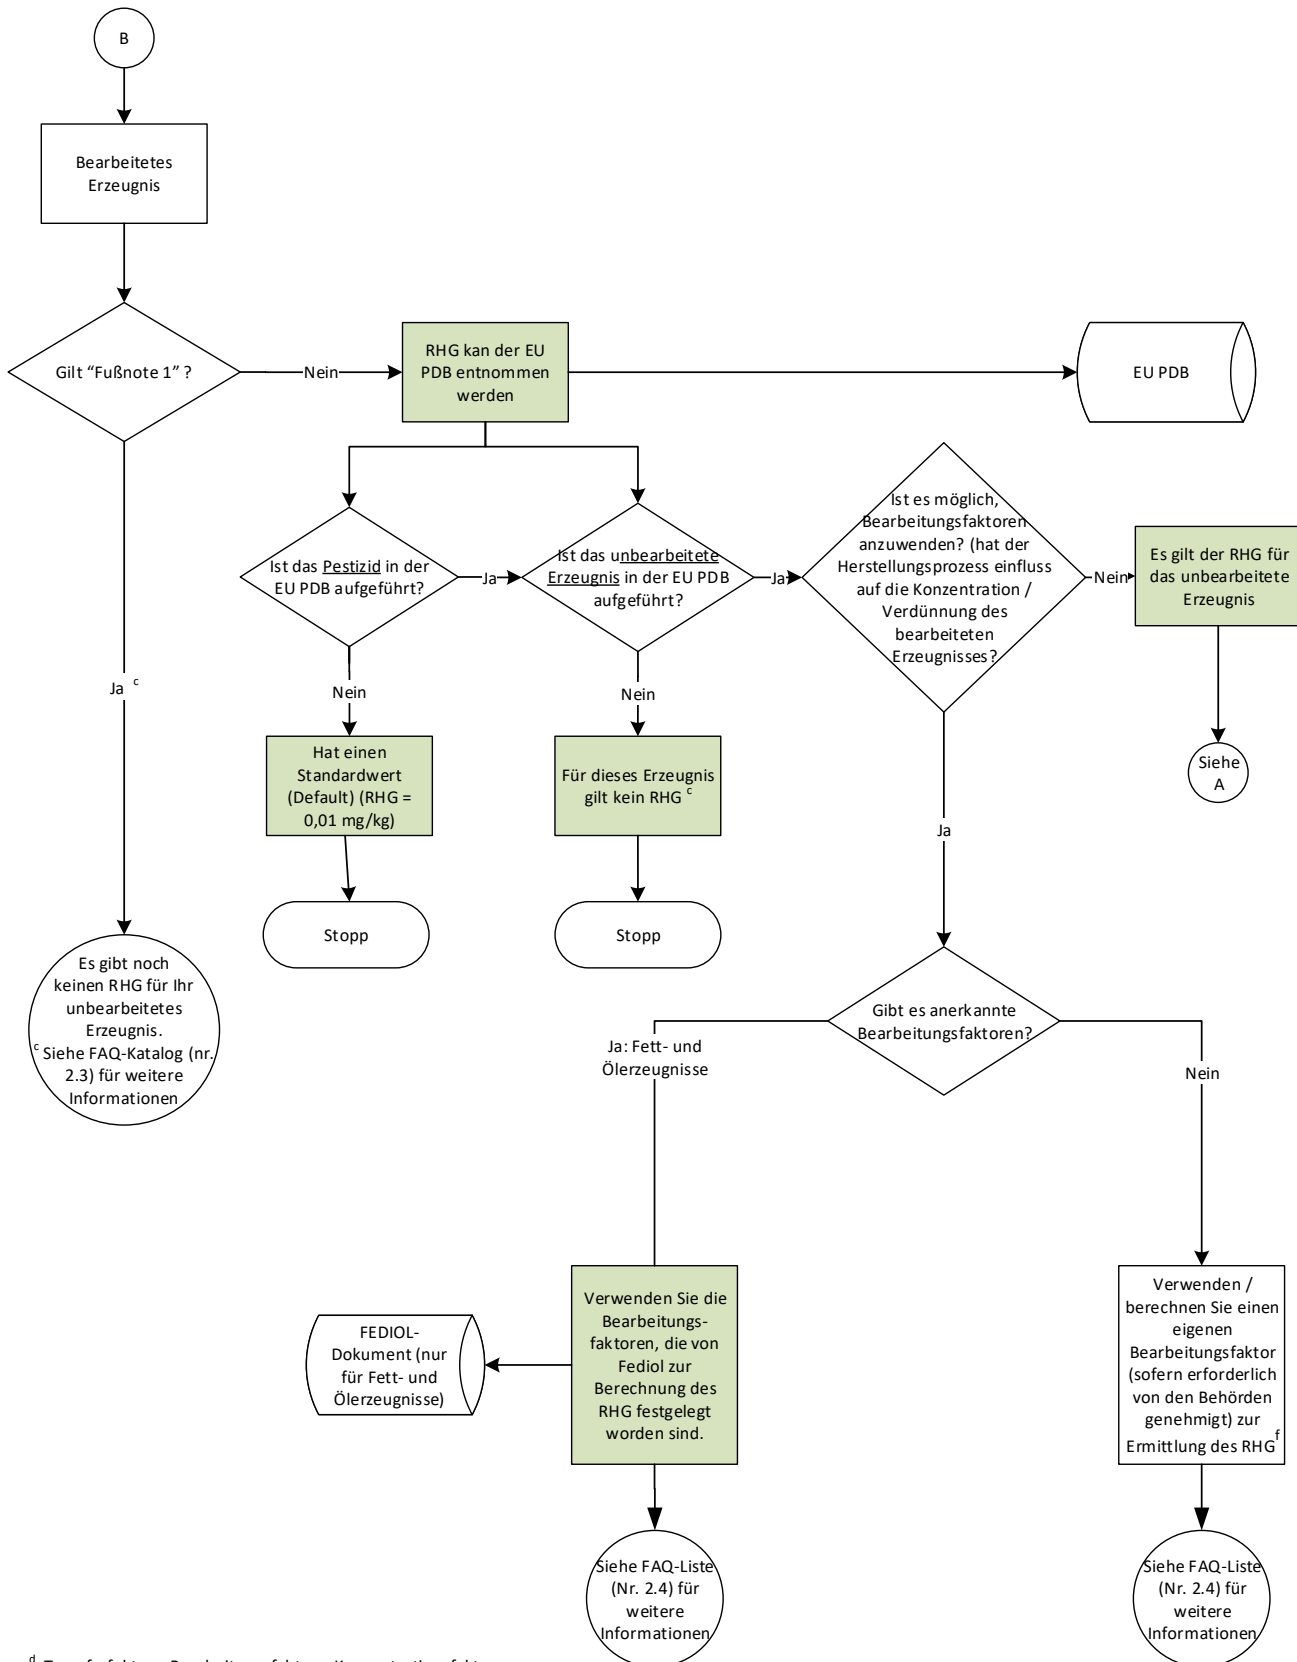 B
Bearbeitetes
Erzeugnis
Gilt “Fußnote 1” ?
Nein
RHG kan der EU
PDB entnommen
werden
EU PDB
Ist das Pestizid in der
EU PDB aufgeführt?
Ja
Ist das unbearbeitete
Erzeugnis in der EU PDB
aufgeführt?
Ja
Ist es möglich,
Bearbeitungsfaktoren
anzuwenden? (hat der
Herstellungsprozess einfluss
auf die Konzentration /
Verdünnung des
bearbeiteten
Erzeugnisses?
Nein
Es gilt der RHG für
das unbearbeitete
Erzeugnis
Siehe
A
Ja c
Nein
Hat einen
Standardwert
(Default) (RHG =
0,01 mg/kg)
Stopp
Nein
Für dieses Erzeugnis
gilt kein RHG c
Stopp
Ja
Es gibt noch
keinen RHG für Ihr
unbearbeitetes
Erzeugnis.
c Siehe FAQ-Katalog (nr.
2.3) für weitere
Informationen
Gibt es anerkannte
Bearbeitungsfaktoren?
Ja: Fett- und
Ölerzeugnisse
Nein
FEDIOL-
Dokument (nur
für Fett- und
Ölerzeugnisse)
Verwenden Sie die
Bearbeitungs-
faktoren, die von
Fediol zur
Berechnung des
RHG festgelegt
worden sind.
Verwenden /
berechnen Sie einen
eigenen
Bearbeitungsfaktor
(sofern erforderlich
von den Behörden
genehmigt) zur
Ermittlung des RHG f
Siehe FAQ-Liste
(Nr. 2.4) für
weitere
Informationen
Siehe FAQ-Liste
(Nr. 2.4) für
weitere
Informationen